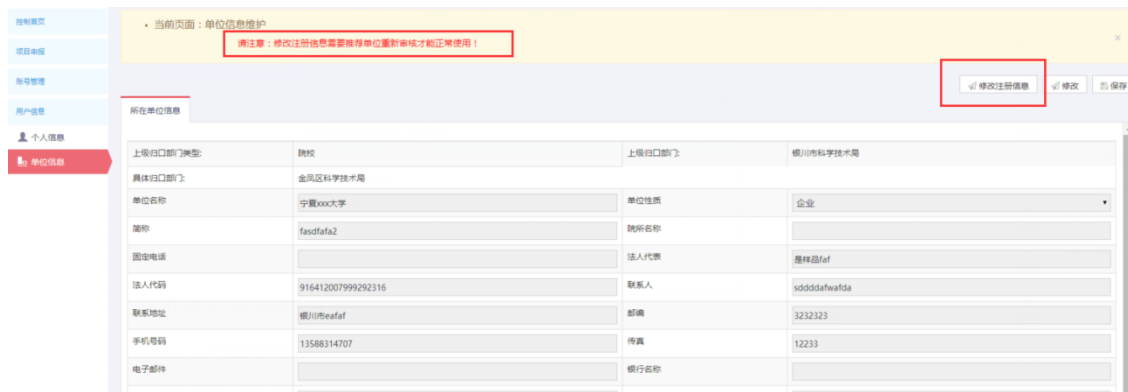 控制首页
项目申报
账号管理
用户信息
个人信息
单位信息
当前页面：单位信息维护
请注意：修改注册信息需要推荐单位重新审核才能正常使用！
×
修改注册信息 修改 保存
所在单位信息
上级归口部门类型: 院校 上级归口部门: 银川市科学技术局
具体归口部门: 金凤区科学技术局
单位名称 宁夏xxx大学 单位性质 企业
简称 fasdfafa2 院所名称
固定电话 法人代表 是样品faf
法人代码 916412007999292316 联系人 sddddafwafda
联系地址 银川市eafaf 邮编 3232323
手机号码 13588314707 传真 12233
电子邮件 银行名称